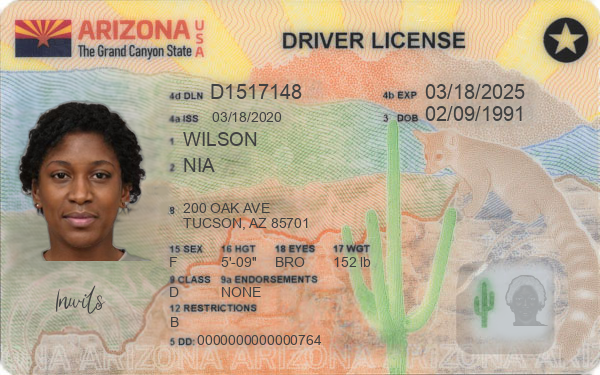 ARIZONA USA
The Grand Canyon State
DRIVER LICENSE
4d DLN D1517148
4b EXP 03/18/2025
4a ISS 03/18/2020
3 DOB 02/09/1991
1 WILSON
2 NIA
8 200 OAK AVE
TUCSON, AZ 85701
15 SEX 16 HGT 18 EYES 17 WGT
F 5'-09" BRO 152 lb
9 CLASS 9a ENDORSEMENTS
D NONE
12 RESTRICTIONS
B
5 DD: 0000000000000764
ARIZONA ARIZONA ARIZONA ARIZONA